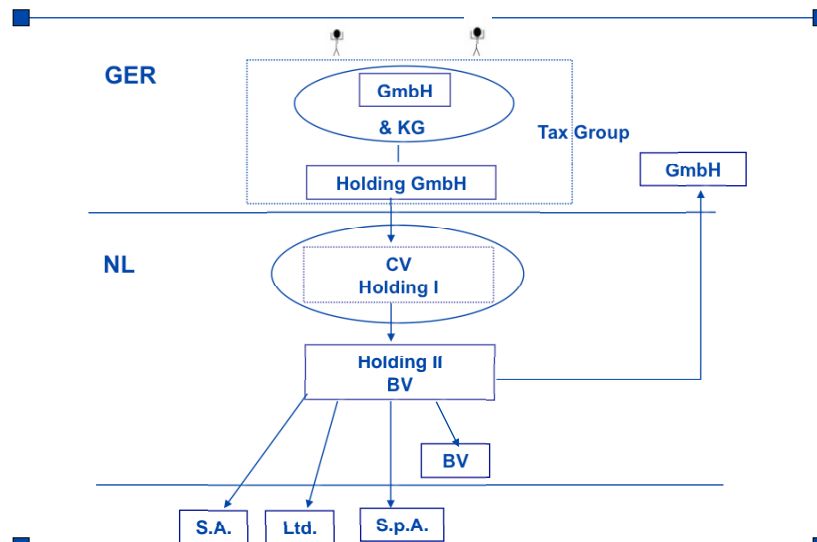 GER
GmbH
& KG
Tax Group
GmbH
Holding GmbH
NL
CV
Holding I
Holding II
BV
BV
S.A.
Ltd.
S.p.A.